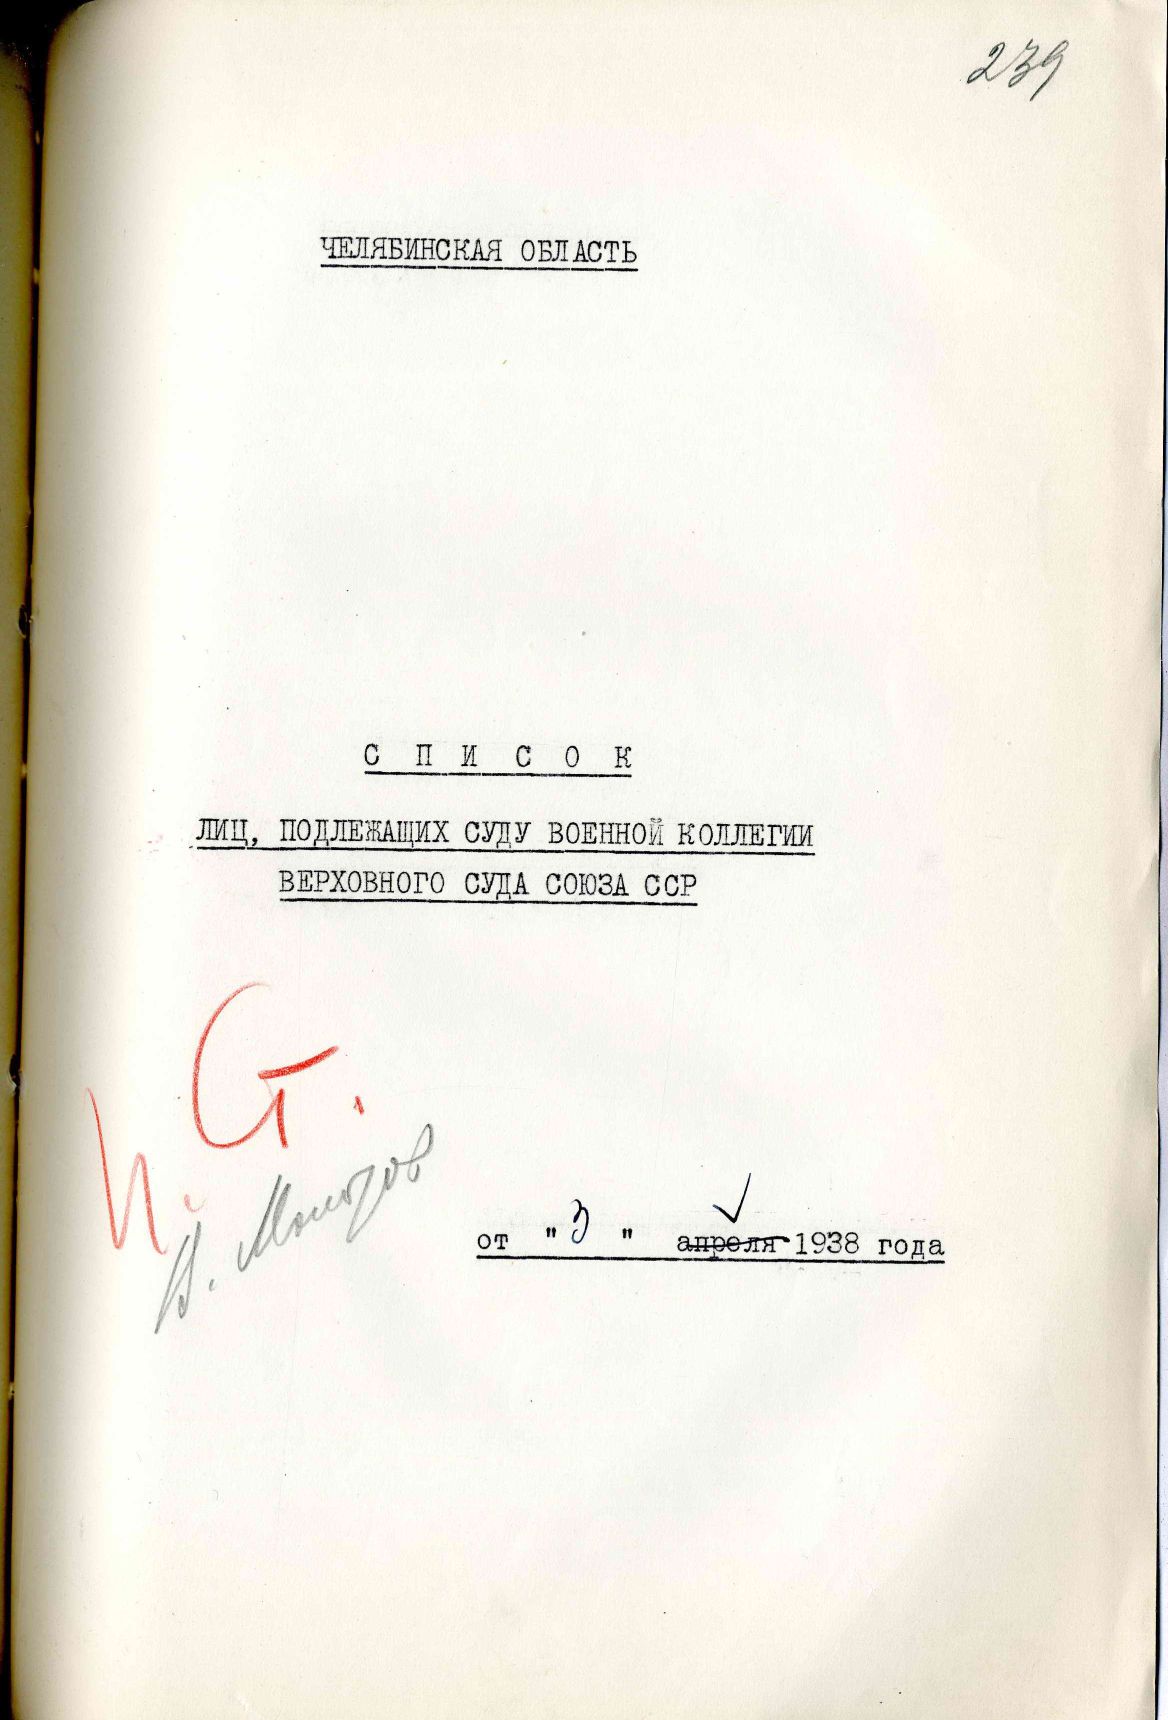 239
ЧЕЛЯБИНСКАЯ ОБЛАСТЬ
С П И С О К
ЛИЦ, ПОДЛЕЖАЩИХ СУДУ ВОЕННОЙ КОЛЛЕГИИ
ВЕРХОВНОГО СУДА СОЮЗА ССР
И. Ст.
В. Молотов
от "3" апреля 1938 года